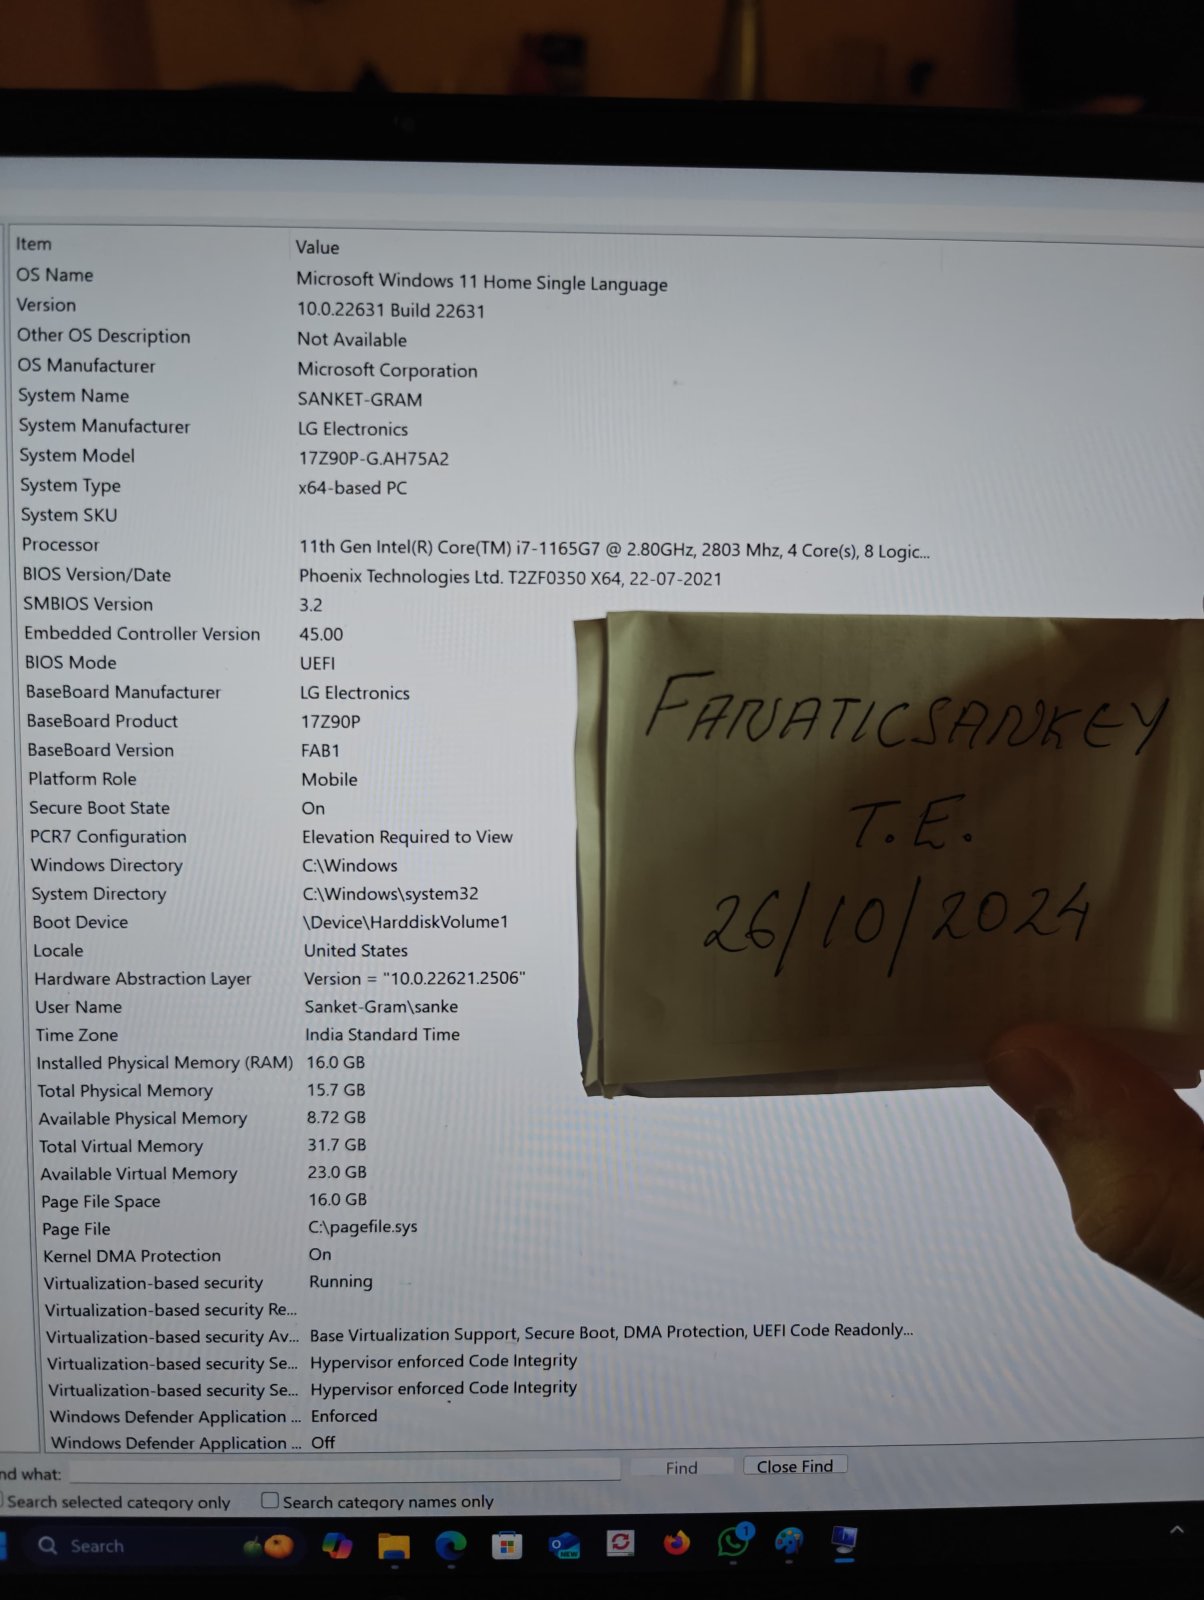 Item Value
OS Name Microsoft Windows 11 Home Single Language
Version 10.0.22631 Build 22631
Other OS Description Not Available
OS Manufacturer Microsoft Corporation
System Name SANKET-GRAM
System Manufacturer LG Electronics
System Model 17Z90P-G.AH75A2
System Type x64-based PC
System SKU
Processor 11th Gen Intel(R) Core(TM) i7-1165G7 @ 2.80GHz, 2803 Mhz, 4 Core(s), 8 Logic...
BIOS Version/Date Phoenix Technologies Ltd. T2ZF0350 X64, 22-07-2021
SMBIOS Version 3.2
Embedded Controller Version 45.00
BIOS Mode UEFI
BaseBoard Manufacturer LG Electronics
BaseBoard Product 17Z90P
BaseBoard Version FAB1
Platform Role Mobile
Secure Boot State On
PCR7 Configuration Elevation Required to View
Windows Directory C:\Windows
System Directory C:\Windows\system32
Boot Device \Device\HarddiskVolume1
Locale United States
Hardware Abstraction Layer Version = "10.0.22621.2506"
User Name Sanket-Gram\sanke
Time Zone India Standard Time
Installed Physical Memory (RAM) 16.0 GB
Total Physical Memory 15.7 GB
Available Physical Memory 8.72 GB
Total Virtual Memory 31.7 GB
Available Virtual Memory 23.0 GB
Page File Space 16.0 GB
Page File C:\pagefile.sys
Kernel DMA Protection On
Virtualization-based security Running
Virtualization-based security Re...
Virtualization-based security Av... Base Virtualization Support, Secure Boot, DMA Protection, UEFI Code Readonly...
Virtualization-based security Se... Hypervisor enforced Code Integrity
Virtualization-based security Se... Hypervisor enforced Code Integrity
Windows Defender Application ... Enforced
Windows Defender Application ... Off
FANATICSANKEY
T.E.
26/10/2024
nd what: Find Close Find
Search selected category only Search category names only
Search NEW 1